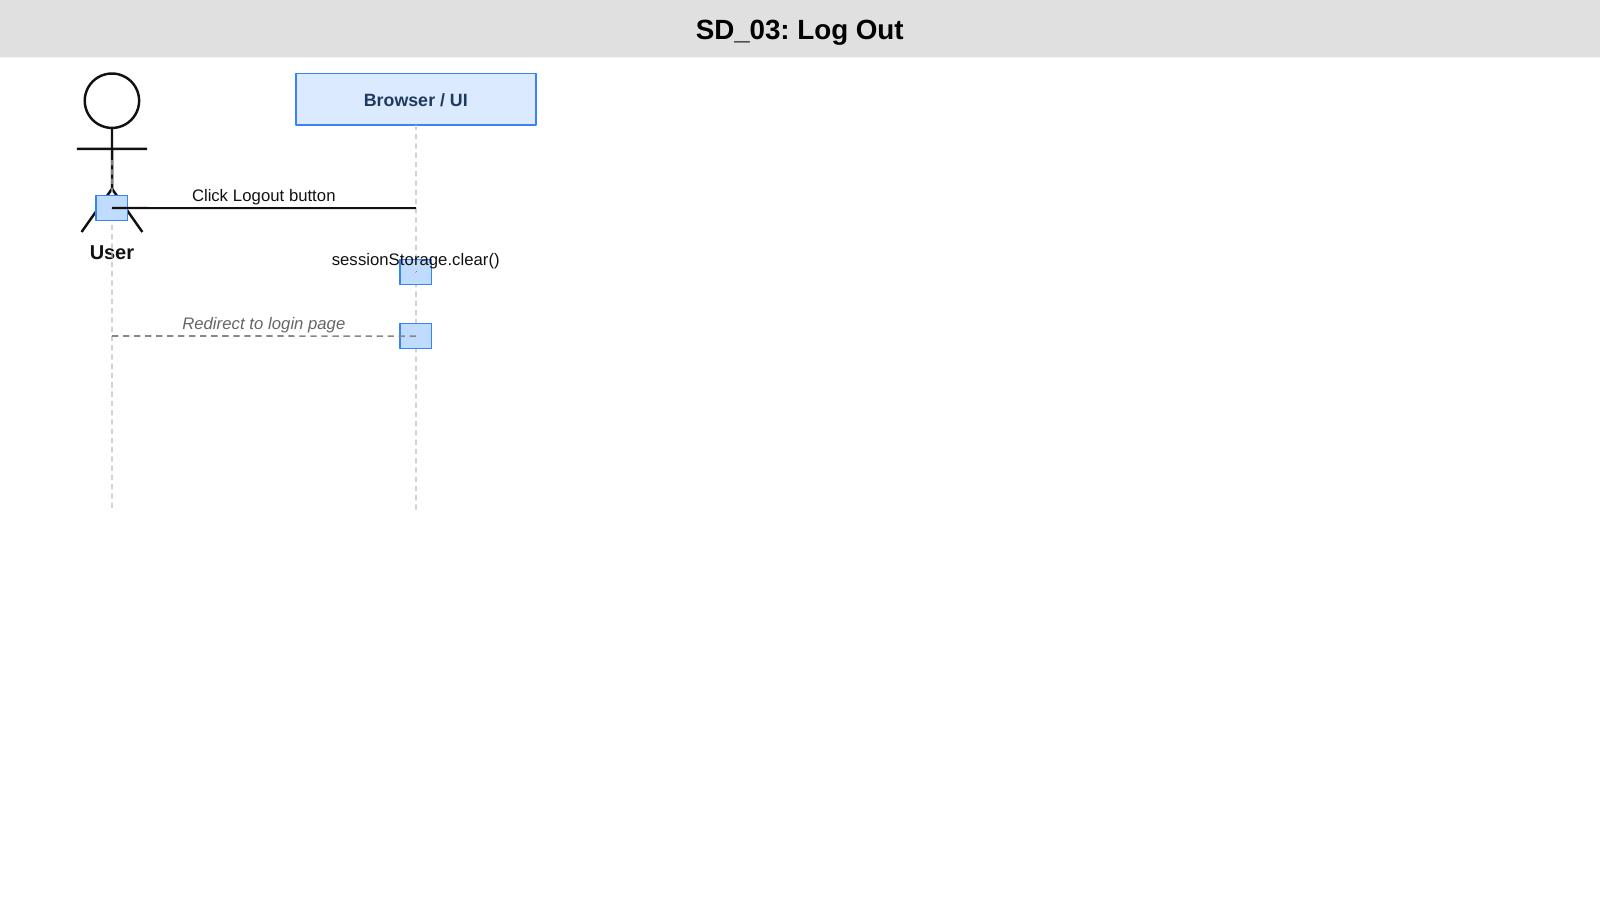 SD_03: Log Out
Browser / UI
Click Logout button
User
sessionStorage.clear()
Redirect to login page